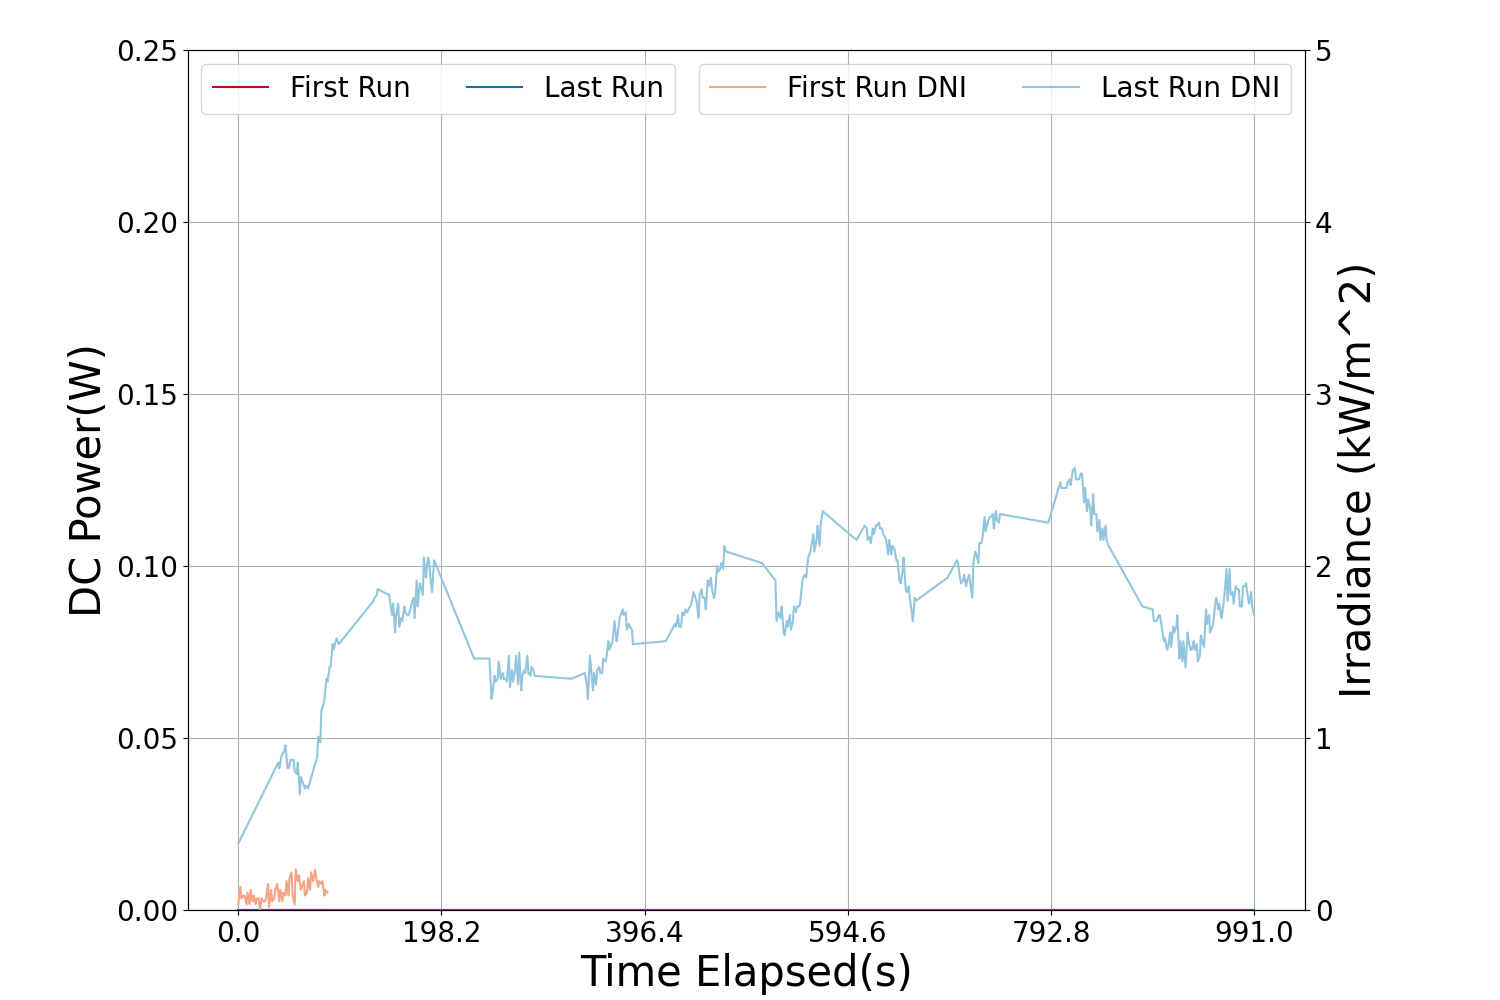 First Run
Last Run
First Run DNI
Last Run DNI
0.25
0.20
0.15
0.10
0.05
0.00
DC Power(W)
5
4
3
2
1
0
Irradiance (kW/m^2)
0.0 198.2 396.4 594.6 792.8 991.0
Time Elapsed(s)